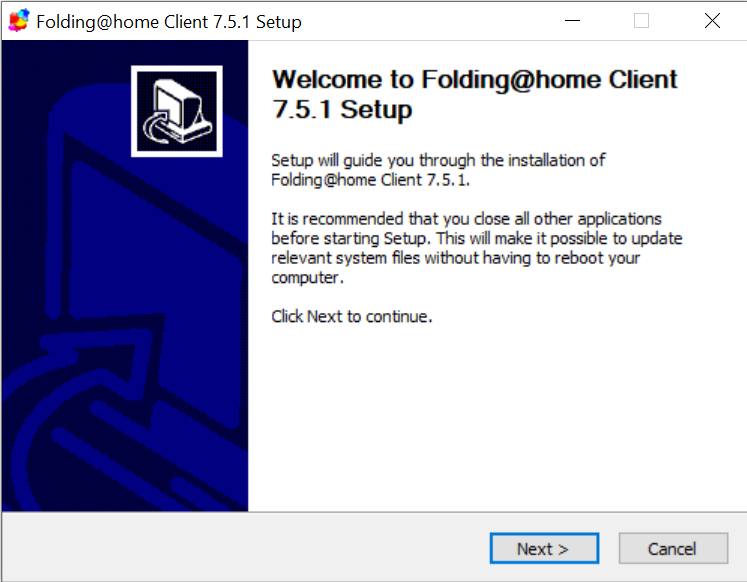 Folding@home Client 7.5.1 Setup
Welcome to Folding@home Client
7.5.1 Setup
Setup will guide you through the installation of
Folding@home Client 7.5.1.
It is recommended that you close all other applications
before starting Setup. This will make it possible to update
relevant system files without having to reboot your
computer.
Click Next to continue.
Next >
Cancel